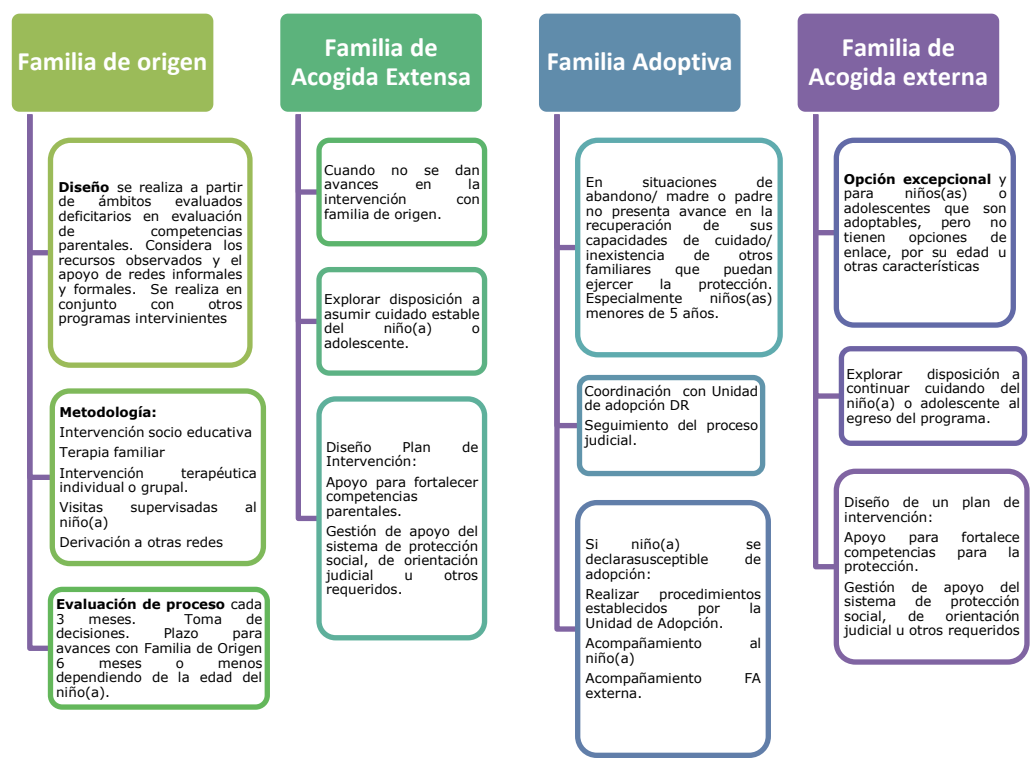 Familia de origen
Diseño se realiza a partir
de ámbitos evaluados
deficitarios en evaluación
de competencias
parentales. Considera los
recursos observados y el
apoyo de redes informales
y formales. Se realiza en
conjunto con otros
programas intervinientes
Metodología:
Intervención socio educativa
Terapia familiar
Intervención terapéutica
individual o grupal.
Visitas supervisadas al
niño(a)
Derivación a otras redes
Evaluación de proceso cada
3 meses. Toma de
decisiones. Plazo para
avances con Familia de Origen
6 meses o menos
dependiendo de la edad del
niño(a).
Familia de
Acogida Extensa
Cuando no se dan
avances en la
intervención con
familia de origen.
Explorar disposición a
asumir cuidado estable
del niño(a) o
adolescente.
Diseño Plan de
Intervención:
Apoyo para fortalecer
competencias
parentales.
Gestión de apoyo del
sistema de protección
social, de orientación
judicial u otros
requeridos.
Familia Adoptiva
En situaciones de
abandono/ madre o padre
no presenta avance en la
recuperación de sus
capacidades de cuidado/
inexistencia de otros
familiares que puedan
ejercer la protección.
Especialmente niños(as)
menores de 5 años.
Coordinación con Unidad
de adopción DR
Seguimiento del proceso
judicial.
Si niño(a) se
declarasusceptible de
adopción:
Realizar procedimientos
establecidos por la
Unidad de Adopción.
Acompañamiento al
niño(a)
Acompañamiento FA
externa.
Familia de
Acogida externa
Opción excepcional y
para niños(as) o
adolescentes que son
adoptables, pero no
tienen opciones de
enlace, por su edad u
otras características
Explorar disposición a
continuar cuidando del
niño(a) o adolescente al
egreso del programa.
Diseño de un plan de
intervención:
Apoyo para fortalece
competencias para la
protección.
Gestión de apoyo del
sistema de protección
social, de orientación
judicial u otros requeridos